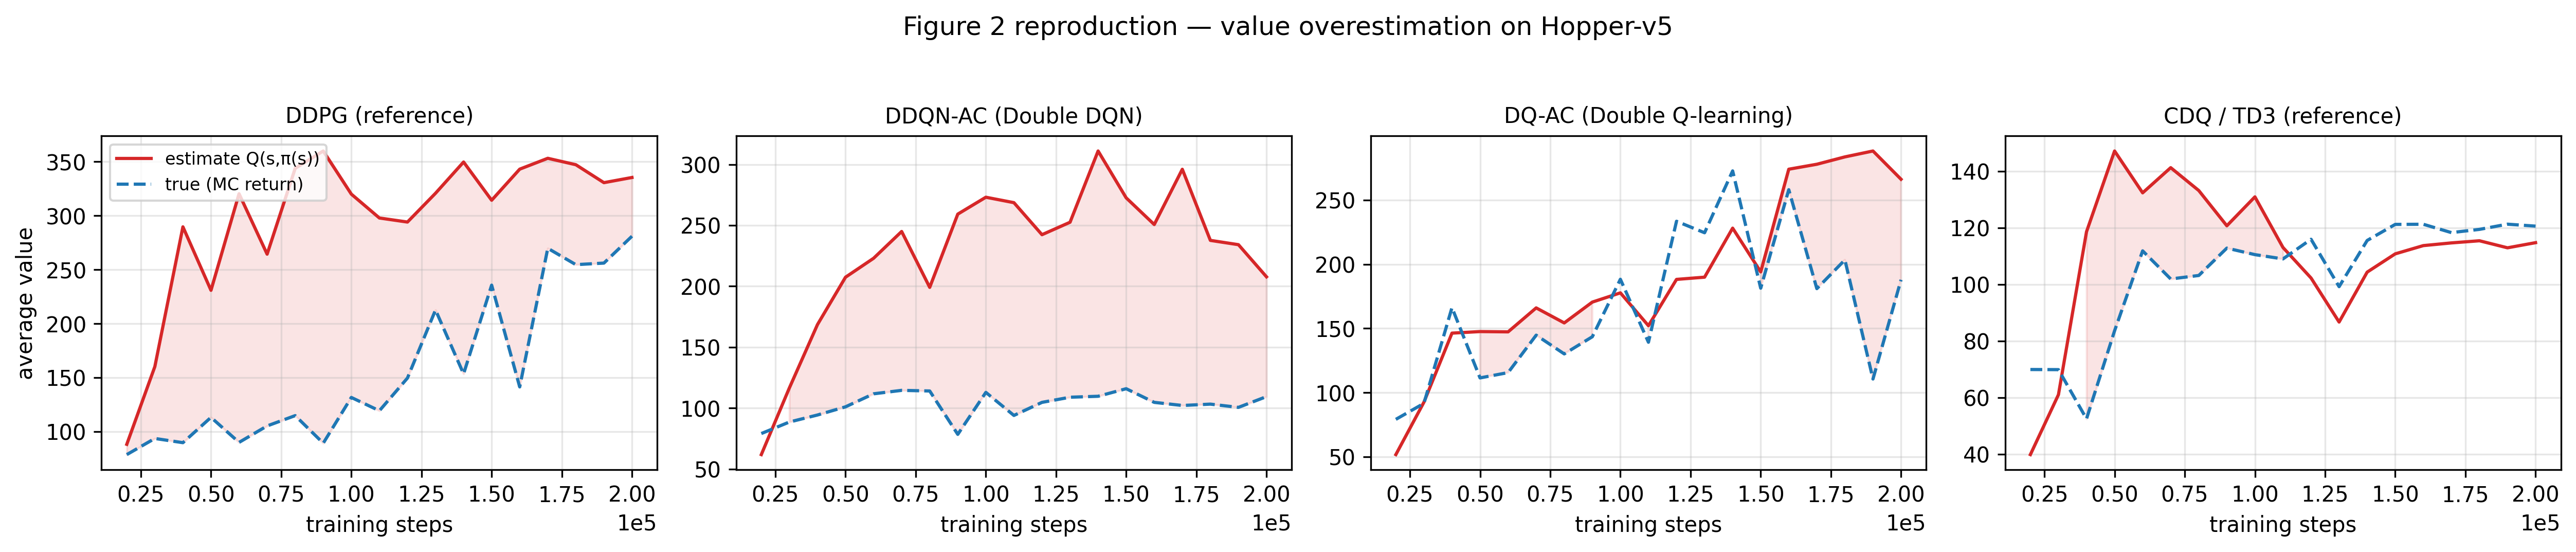 Figure 2 reproduction — value overestimation on Hopper-v5
DDPG (reference)
estimate Q(s,π(s))
true (MC return)
average value
350
300
250
200
150
100
0.25 0.50 0.75 1.00 1.25 1.50 1.75 2.00
training steps
1e5
DDQN-AC (Double DQN)
300
250
200
150
100
50
0.25 0.50 0.75 1.00 1.25 1.50 1.75 2.00
training steps
1e5
DQ-AC (Double Q-learning)
250
200
150
100
50
0.25 0.50 0.75 1.00 1.25 1.50 1.75 2.00
training steps
1e5
CDQ / TD3 (reference)
140
120
100
80
60
40
0.25 0.50 0.75 1.00 1.25 1.50 1.75 2.00
training steps
1e5